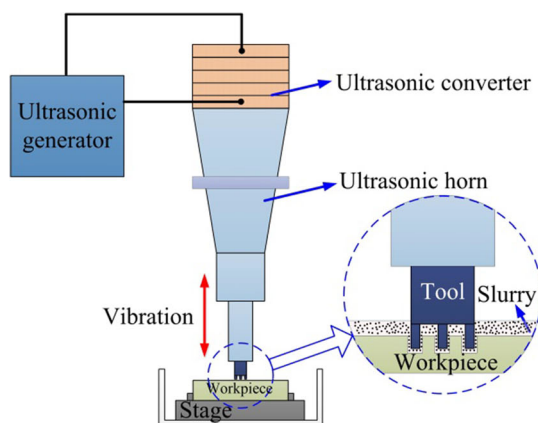 Ultrasonic
generator
Ultrasonic converter
Ultrasonic horn
Vibration
Tool
Slurry
Workpiece
Workpiece
Stage